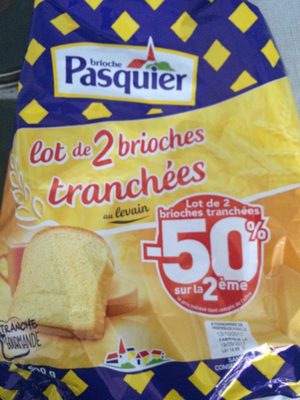 brioche
Pasquier
lot de 2 brioches
tranchées
au levain
Lot de 2
brioches tranchées
-50%
sur la 2ème
TRANCHE
GOURMANDE